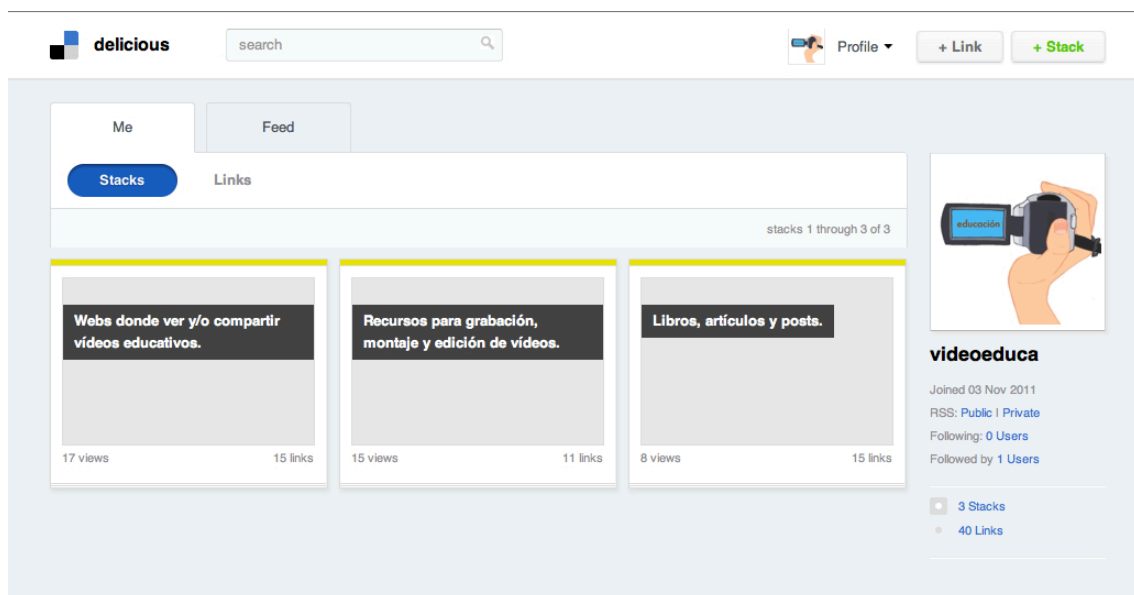 delicious
search
Profile
+ Link
+ Stack
Me
Feed
Stacks
Links
stacks 1 through 3 of 3
Webs donde ver y/o compartir
vídeos educativos.
17 views
15 links
Recursos para grabación,
montaje y edición de vídeos.
15 views
11 links
Libros, artículos y posts.
8 views
15 links
educación
videoeduca
Joined 03 Nov 2011
RSS: Public | Private
Following: 0 Users
Followed by 1 Users
3 Stacks
40 Links